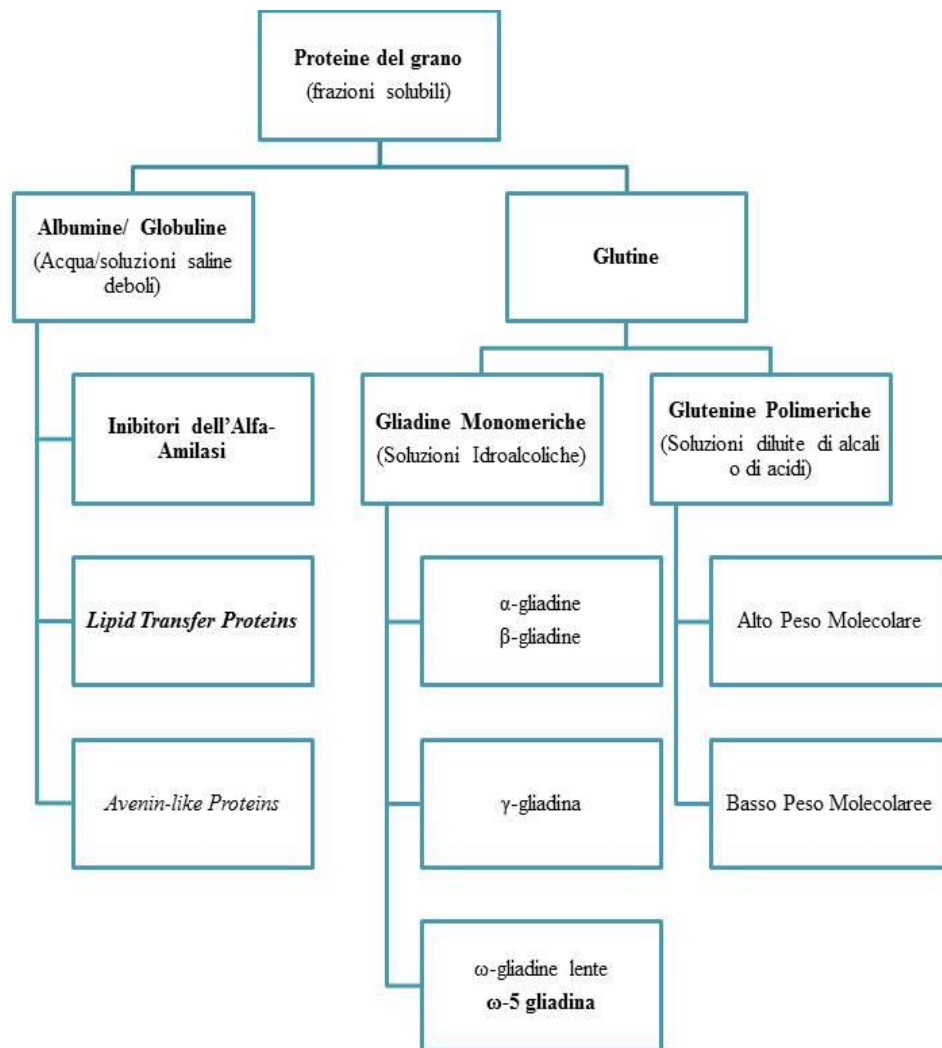 Proteine del grano
(frazioni solubili)
Albumine/ Globuline
(Acqua/soluzioni saline
deboli)
Glutine
Inibitori dell'Alfa-
Amilasi
Gliadine Monomeriche
(Soluzioni Idroalcoliche)
Glutenine Polimeriche
(Soluzioni diluite di alcali
o di acidi)
Lipid Transfer Proteins
α-gliadine
β-gliadine
Alto Peso Molecolare
Avenin-like Proteins
γ-gliadina
Basso Peso Molecolaree
ω-gliadine lente
ω-5 gliadina